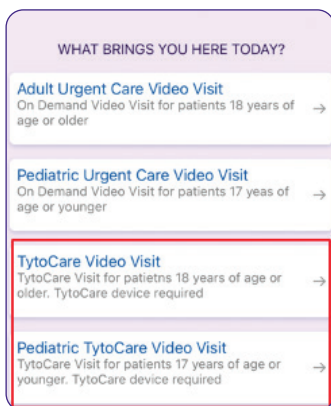 WHAT BRINGS YOU HERE TODAY?
Adult Urgent Care Video Visit
On Demand Video Visit for patients 18 years of
age or older
Pediatric Urgent Care Video Visit
On Demand Video Visit for patients 17 yeas of
age or younger
TytoCare Video Visit
TytoCare Visit for patietns 18 years of age or
older. TytoCare device required
Pediatric TytoCare Video Visit
TytoCare Visit for patients 17 years of age or
younger. TytoCare device required